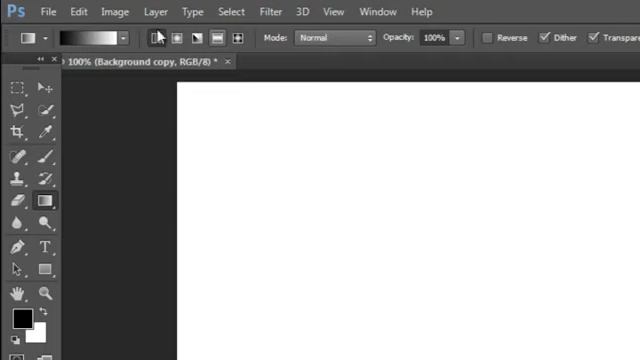 Ps File Edit Image Layer Type Select Filter 3D View Window Help
Mode: Normal Opacity: 100% Reverse Dither
100% (Background copy, RGB/8) * ×
T